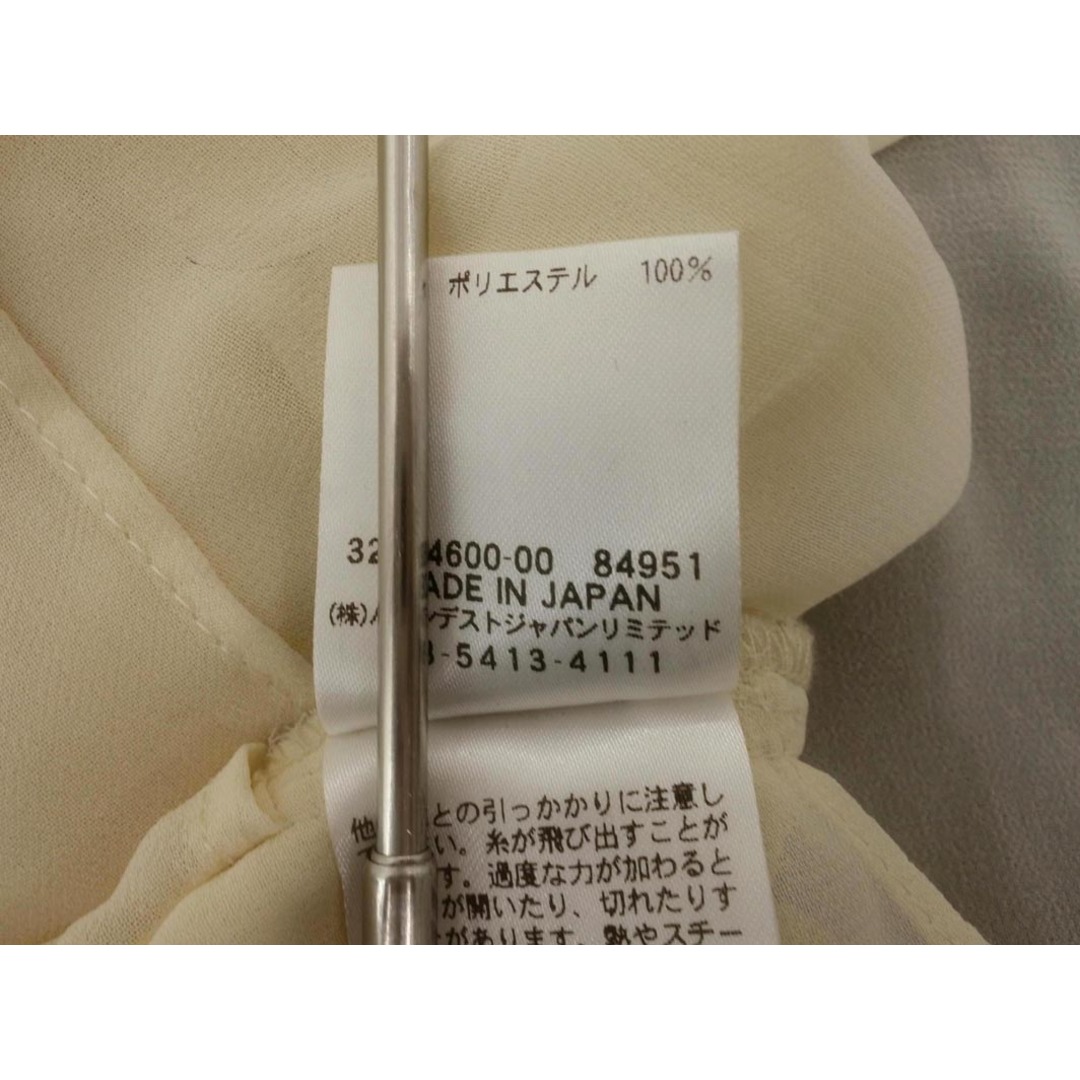 ポリエステル 100%
4600-00 84951
MADE IN JAPAN
(株) ンデストジャパンリミテッド
-5413-4111
との引っかかりに注意し
い。糸が飛び出すことが
す。過度な力が加わると
が開いたり、切れたりす
があります。熱やスチー